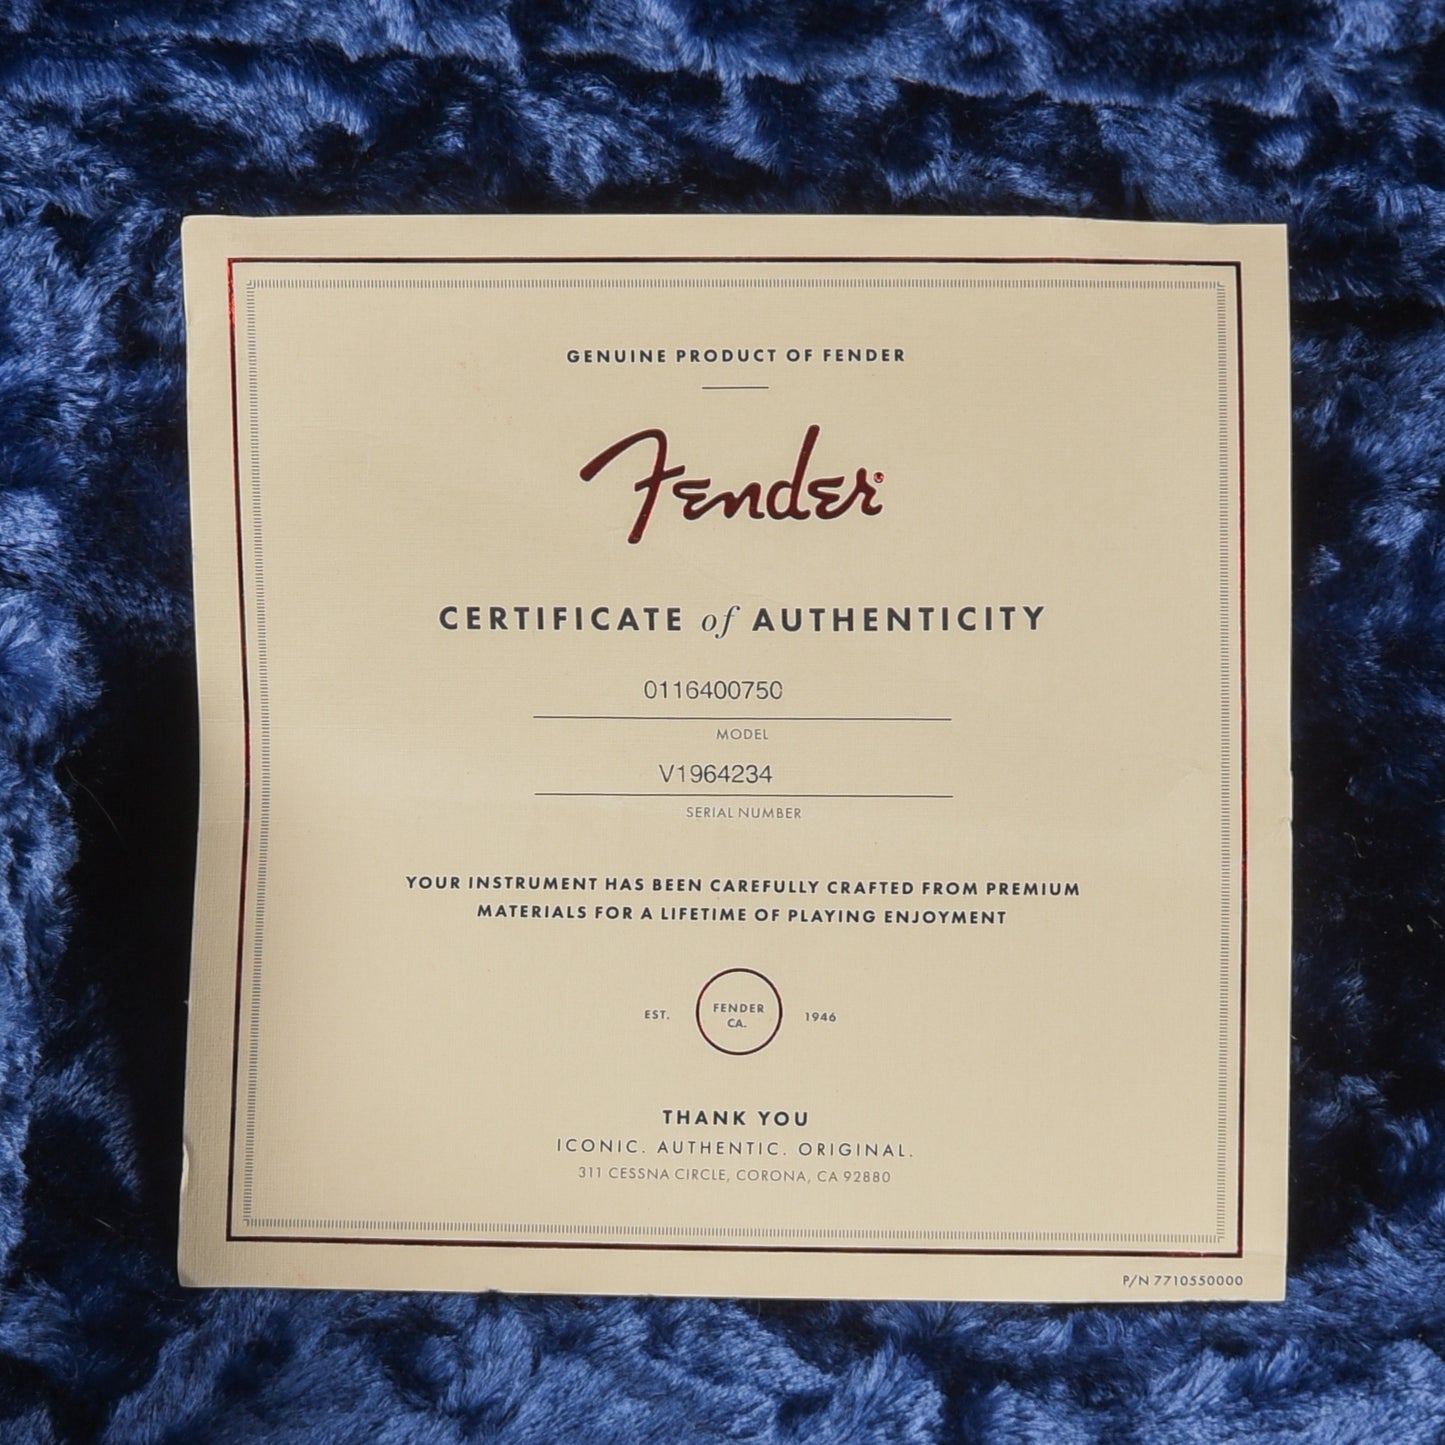 GENUINE PRODUCT OF FENDER
Fender®
CERTIFICATE of AUTHENTICITY
0116400750
MODEL
V1964234
SERIAL NUMBER
YOUR INSTRUMENT HAS BEEN CAREFULLY CRAFTED FROM PREMIUM
MATERIALS FOR A LIFETIME OF PLAYING ENJOYMENT
EST. FENDER CA. 1946
THANK YOU
ICONIC. AUTHENTIC. ORIGINAL.
311 CESSNA CIRCLE, CORONA, CA 92880
P/N 7710550000